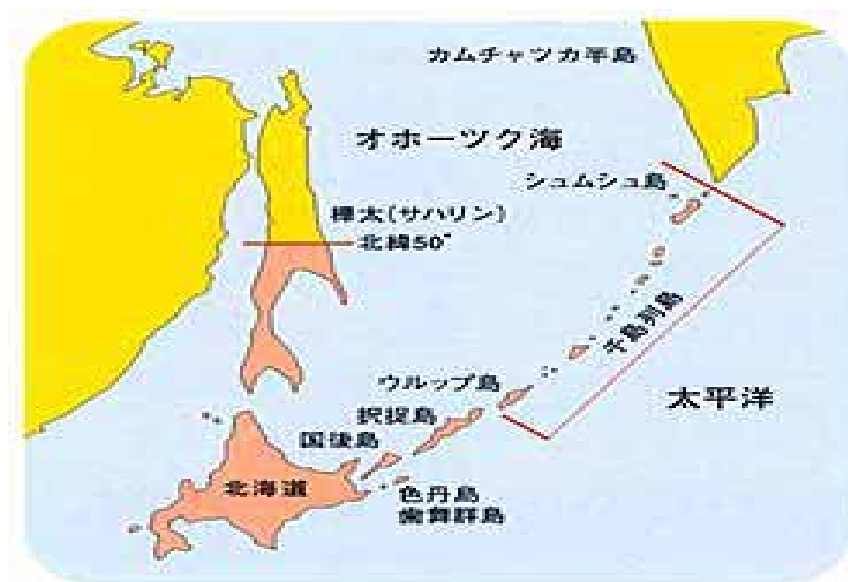 カムチャツカ半島
オホーツク海
シュムシュ島
樺太(サハリン)
北緯50°
千島列島
ウルップ島
択捉島
太平洋
国後島
北海道
色丹島
歯舞群島